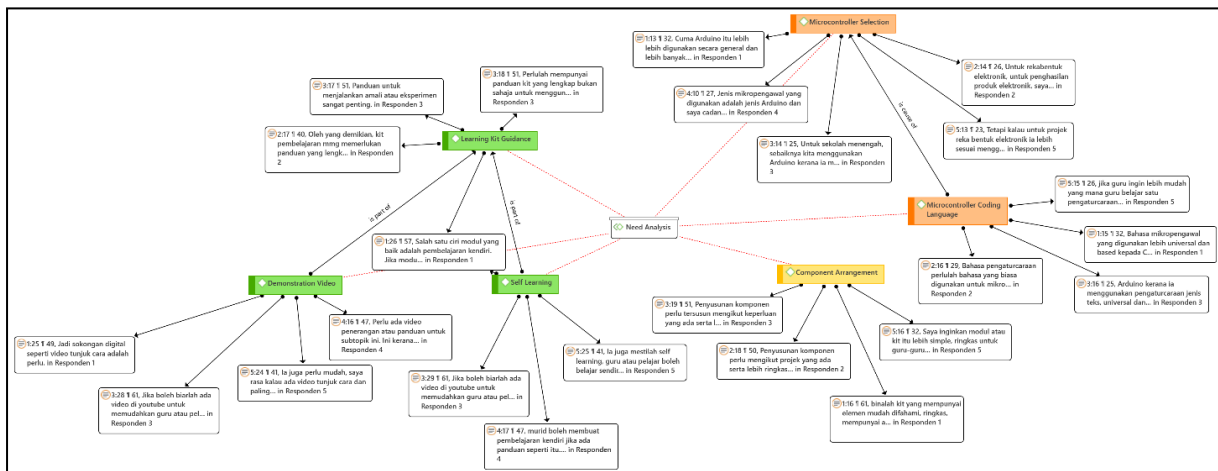 Microcontroller Selection
1:13 ¶ 32, Cuma Arduino itu lebih
lebih digunakan secara general dan
lebih banyak... in Responden 1
4:10 ¶ 27, Jenis mikropengawal yang
digunakan adalah jenis Arduino dan
saya cadan... in Responden 4
3:14 ¶ 25, Untuk sekolah menengah,
sebaiknya kita menggunakan
Arduino kerana ia m... in Responden
3
2:14 ¶ 26, Untuk rekabentuk
elektronik, untuk penghasilan
produk elektronik, saya... in
Responden 2
5:13 ¶ 23, Tetapi kalau untuk projek
reka bentuk elektronik ia lebih
sesuai mengg... in Responden 5
is cause of
3:17 ¶ 51, Panduan untuk
menjalankan amali atau eksperimen
sangat penting. in Responden 3
3:18 ¶ 51, Perlulah mempunyai
panduan kit yang lengkap bukan
sahaja untuk menggun... in
Responden 3
2:17 ¶ 40, Oleh yang demikian, kit
pembelajaran mmg memerlukan
panduan yang lengk... in Responden
2
Learning Kit Guidance
is part of
is part of
1:26 ¶ 57, Salah satu ciri modul yang
baik adalah pembelajaran kendiri.
Jika modu... in Responden 1
Need Analysis
Microcontroller Coding
Language
5:15 ¶ 26, jika guru ingin lebih mudah
yang mana guru belajar satu
pengaturcaraan... in Responden 5
1:15 ¶ 32, Bahasa mikropengawal
yang digunakan lebih universal dan
based kepada C... in Responden 1
2:16 ¶ 29, Bahasa pengaturcaraan
perlulah bahasa yang biasa
digunakan untuk mikro... in
Responden 2
3:16 ¶ 25, Arduino kerana ia
menggunakan pengaturcaraan jenis
teks, universal dan... in Responden 3
Demonstration Video
1:25 ¶ 49, Jadi sokongan digital
seperti video tunjuk cara adalah
perlu. in Responden 1
3:28 ¶ 61, Jika boleh biarlah ada
video di youtube untuk
memudahkan guru atau pel... in
Responden 3
5:24 ¶ 41, Ia juga perlu mudah, saya
rasa kalau ada video tunjuk cara dan
paling... in Responden 5
4:16 ¶ 47, Perlu ada video
penerangan atau panduan untuk
subtopik ini. Ini kerana... in
Responden 4
Self Learning
3:29 ¶ 61, Jika boleh biarlah ada
video di youtube untuk
memudahkan guru atau pel... in
Responden 3
4:17 ¶ 47, murid boleh membuat
pembelajaran kendiri jika ada
panduan seperti itu.... in Responden
4
5:25 ¶ 41, Ia juga mestilah self
learning, guru atau pelajar boleh
belajar sendir... in Responden 5
Component Arrangement
3:19 ¶ 51, Penyusunan komponen
perlu tersusun mengikut keperluan
yang ada serta l... in Responden 3
2:18 ¶ 50, Penyusunan komponen
perlu mengikut projek yang ada
serta lebih ringkas... in Responden 2
5:16 ¶ 32, Saya inginkan modul atau
kit itu lebih simple, ringkas untuk
guru-guru... in Responden 5
1:16 ¶ 61, binalah kit yang mempunyai
elemen mudah difahami, ringkas,
mempunyai a... in Responden 1